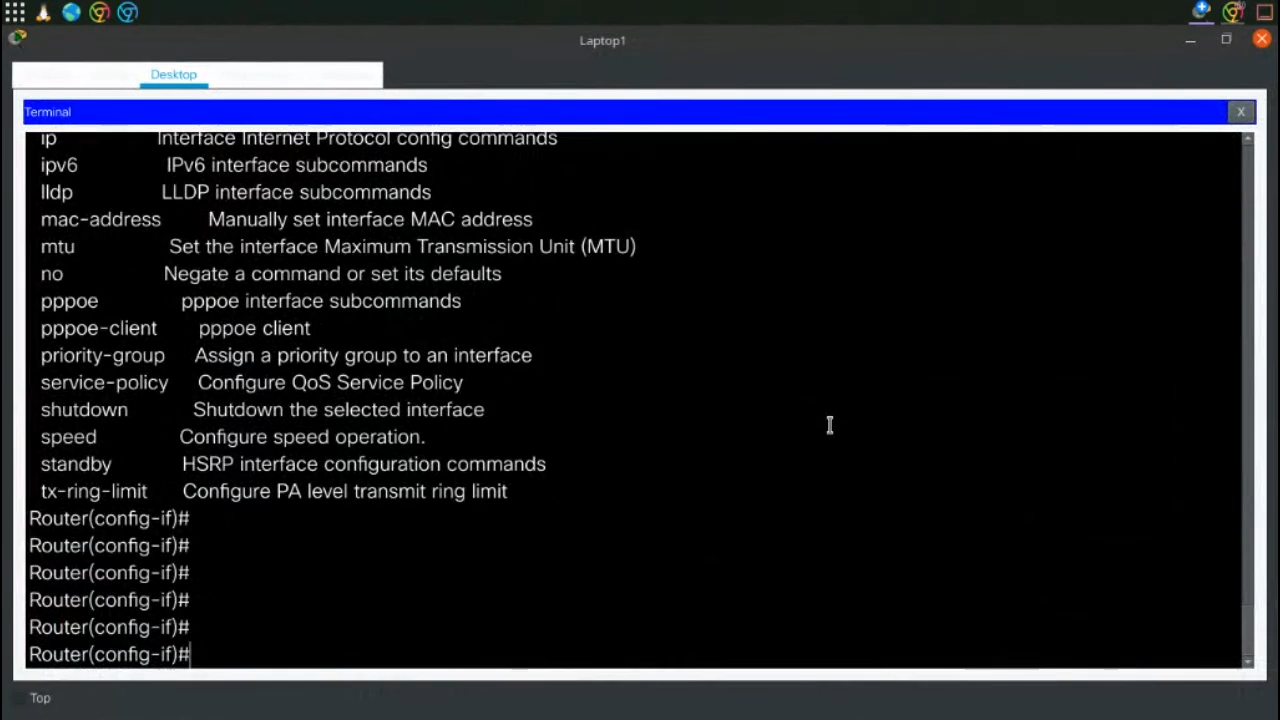 Laptop1
Desktop
Terminal
X
ip Interface Internet Protocol config commands
ipv6 IPv6 interface subcommands
lldp LLDP interface subcommands
mac-address Manually set interface MAC address
mtu Set the interface Maximum Transmission Unit (MTU)
no Negate a command or set its defaults
pppoe pppoe interface subcommands
pppoe-client pppoe client
priority-group Assign a priority group to an interface
service-policy Configure QoS Service Policy
shutdown Shutdown the selected interface
speed Configure speed operation.
standby HSRP interface configuration commands
tx-ring-limit Configure PA level transmit ring limit
Router(config-if)#
Router(config-if)#
Router(config-if)#
Router(config-if)#
Router(config-if)#
Router(config-if)#
Top